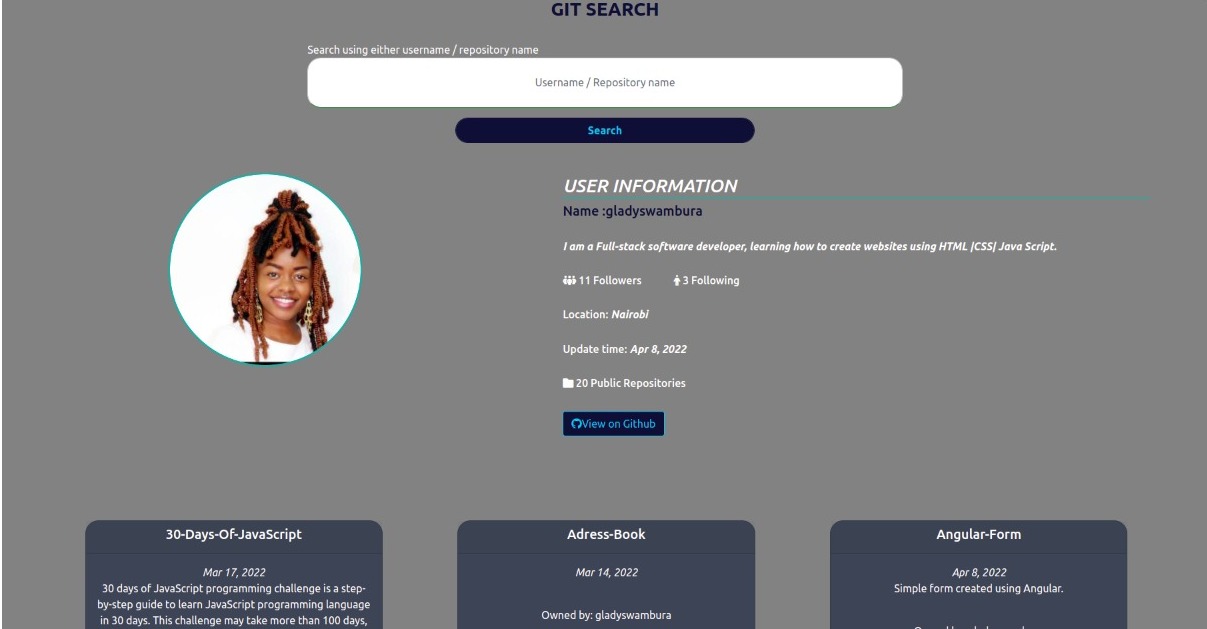 GIT SEARCH
Search using either username / repository name
Username / Repository name
Search
USER INFORMATION
Name :gladyswambura
I am a Full-stack software developer, learning how to create websites using HTML |CSS| Java Script.
11 Followers 3 Following
Location: Nairobi
Update time: Apr 8, 2022
20 Public Repositories
View on Github
30-Days-Of-JavaScript
Mar 17, 2022
30 days of JavaScript programming challenge is a step-
by-step guide to learn JavaScript programming language
in 30 days. This challenge may take more than 100 days,
Adress-Book
Mar 14, 2022
Owned by: gladyswambura
Angular-Form
Apr 8, 2022
Simple form created using Angular.